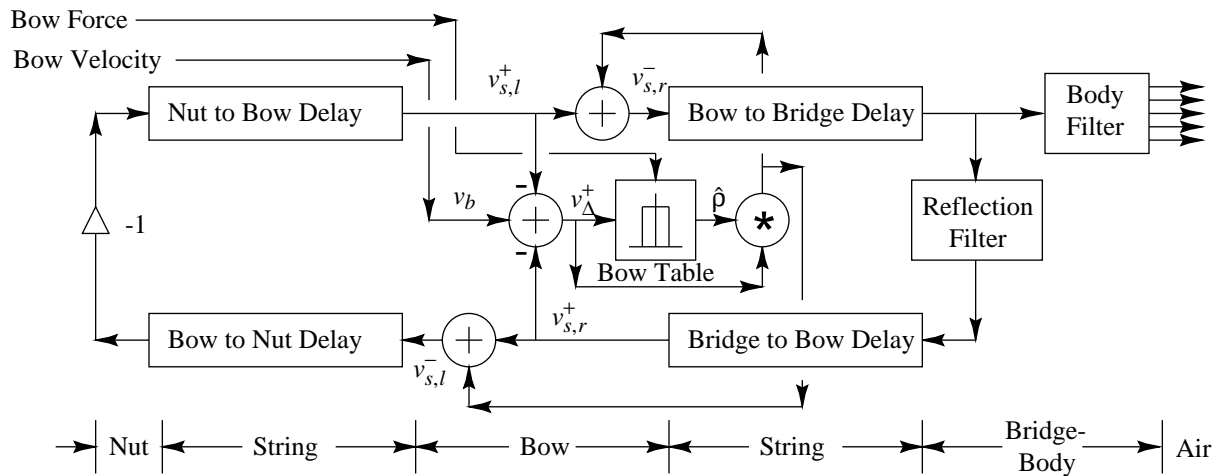 Bow Force
Bow Velocity
v⁺s,l
v⁻s,r
Nut to Bow Delay
+
Bow to Bridge Delay
Body
Filter
-
v_b
+
v⁺Δ
ρ̂
*
Reflection
Filter
-1
-
Bow Table
v⁺s,r
Bow to Nut Delay
+
Bridge to Bow Delay
v⁻s,l
Nut
String
Bow
String
Bridge-
Body
Air